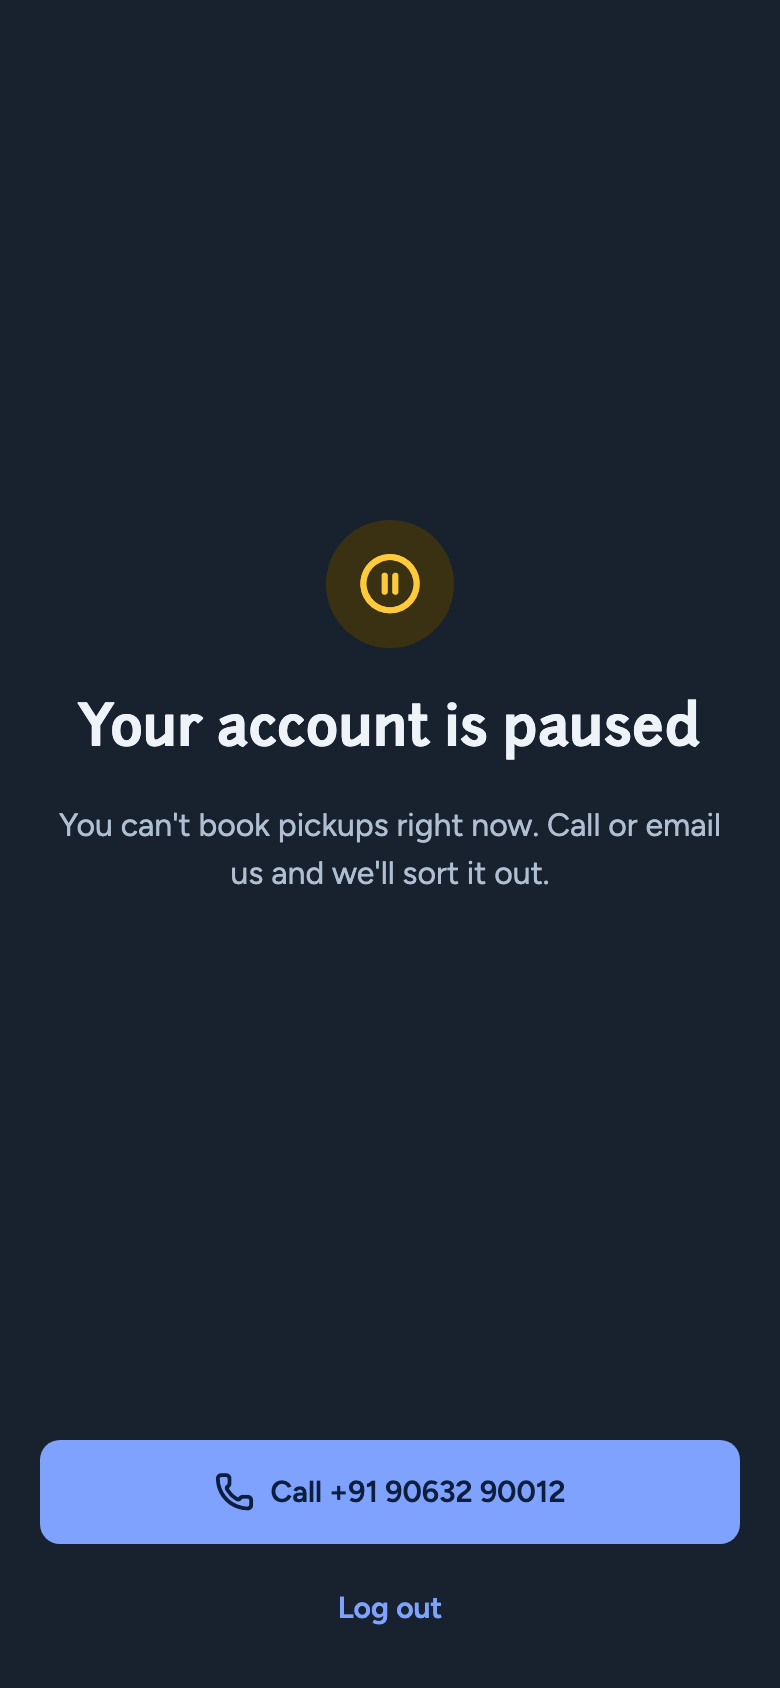 Your account is paused
You can't book pickups right now. Call or email
us and we'll sort it out.
Call +91 90632 90012
Log out